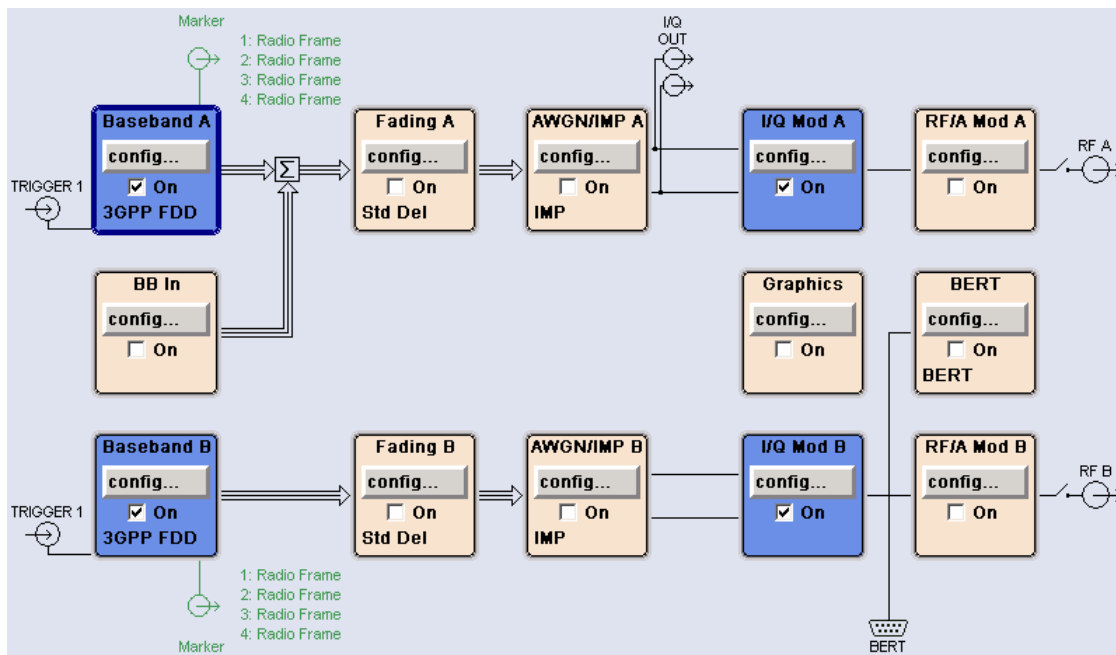 Marker
1: Radio Frame
2: Radio Frame
3: Radio Frame
4: Radio Frame
I/Q
OUT
Baseband A
config...
On
3GPP FDD
TRIGGER 1
Fading A
config...
On
Std Del
AWGN/IMP A
config...
On
IMP
I/Q Mod A
config...
On
RF/A Mod A
config...
On
RF A
Σ
BB In
config...
On
Graphics
config...
On
BERT
config...
On
BERT
Baseband B
config...
On
3GPP FDD
TRIGGER 1
Fading B
config...
On
Std Del
AWGN/IMP B
config...
On
IMP
I/Q Mod B
config...
On
RF/A Mod B
config...
On
RF B
1: Radio Frame
2: Radio Frame
3: Radio Frame
4: Radio Frame
Marker
BERT